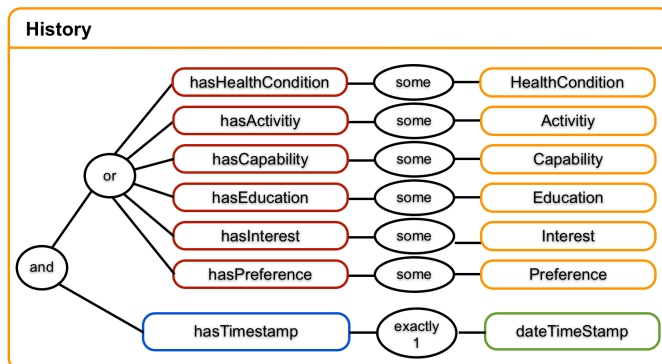 History
hasHealthCondition some HealthCondition
hasActivitiy some Activitiy
hasCapability some Capability
or
hasEducation some Education
hasInterest some Interest
and
hasPreference some Preference
hasTimestamp exactly 1 dateTimeStamp